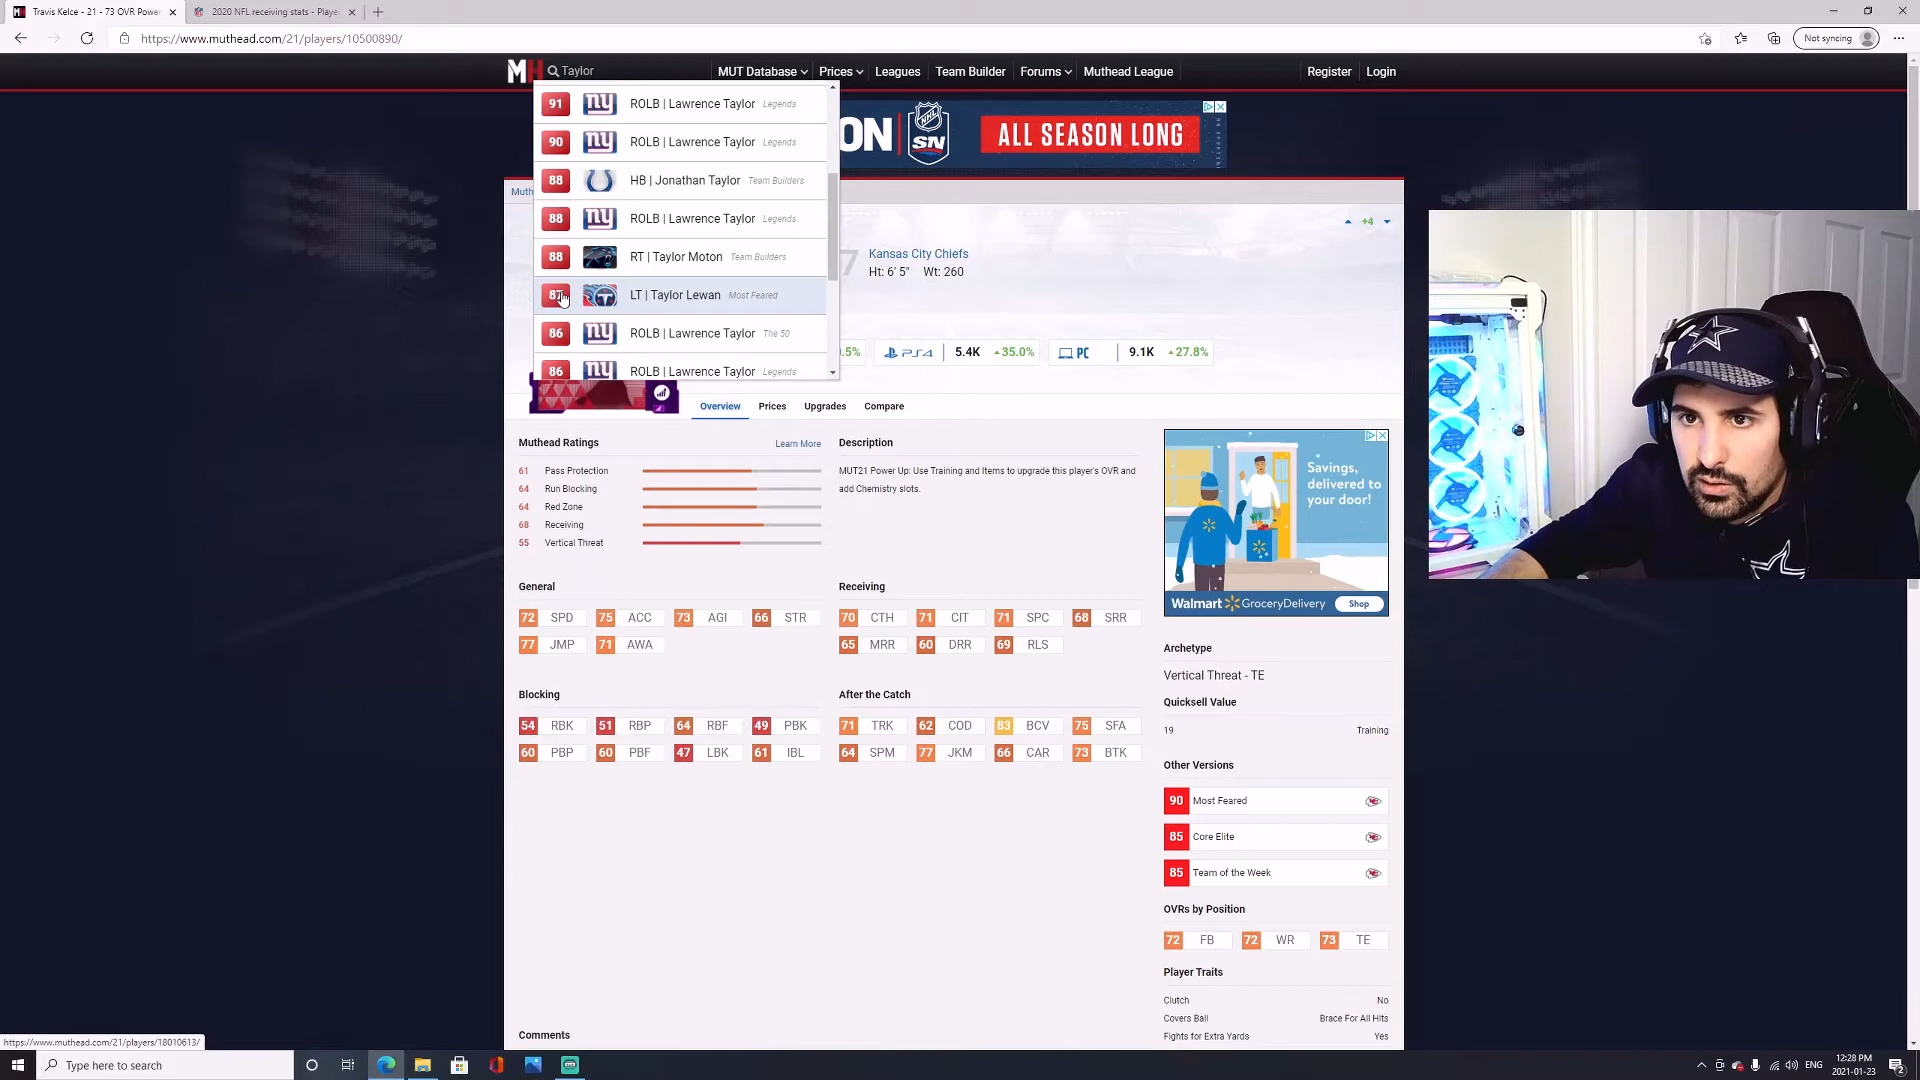 Travis Kelce - 21 - 73 OVR Powe
2020 NFL receiving stats - Playe
https://www.muthead.com/21/players/10500890/
Not syncing
MH
Taylor
MUT Database
Prices
Leagues
Team Builder
Forums
Muthead League
Register
Login
91 ny ROLB | Lawrence Taylor Legends
90 ny ROLB | Lawrence Taylor Legends
88 HB | Jonathan Taylor Team Builders
88 ny ROLB | Lawrence Taylor Legends
88 RT | Taylor Moton Team Builders
LT | Taylor Lewan Most Feared
86 ny ROLB | Lawrence Taylor The 50
86 ny ROLB | Lawrence Taylor Legends
ON NHL SN ALL SEASON LONG
Muth
+4
7
Kansas City Chiefs
Ht: 6' 5" Wt: 260
0.5% PS4 5.4K 35.0% PC 9.1K 27.8%
Overview Prices Upgrades Compare
Muthead Ratings Learn More
61 Pass Protection
64 Run Blocking
64 Red Zone
68 Receiving
55 Vertical Threat
Description
MUT21 Power Up: Use Training and Items to upgrade this player's OVR and
add Chemistry slots.
General
72 SPD 75 ACC 73 AGI 66 STR
77 JMP 71 AWA
Receiving
70 CTH 71 CIT 71 SPC 68 SRR
65 MRR 60 DRR 69 RLS
Blocking
54 RBK 51 RBP 64 RBF 49 PBK
60 PBP 60 PBF 47 LBK 61 IBL
After the Catch
71 TRK 62 COD 83 BCV 75 SFA
64 SPM 77 JKM 66 CAR 73 BTK
Savings,
delivered to
your door!
Walmart GroceryDelivery Shop
Archetype
Vertical Threat - TE
Quicksell Value
19 Training
Other Versions
90 Most Feared
85 Core Elite
85 Team of the Week
OVRs by Position
72 FB 72 WR 73 TE
Player Traits
Clutch No
Covers Ball Brace For All Hits
Fights for Extra Yards Yes
Comments
https://www.muthead.com/21/players/18010613/
Type here to search
ENG
12:28 PM
2021-01-23
2